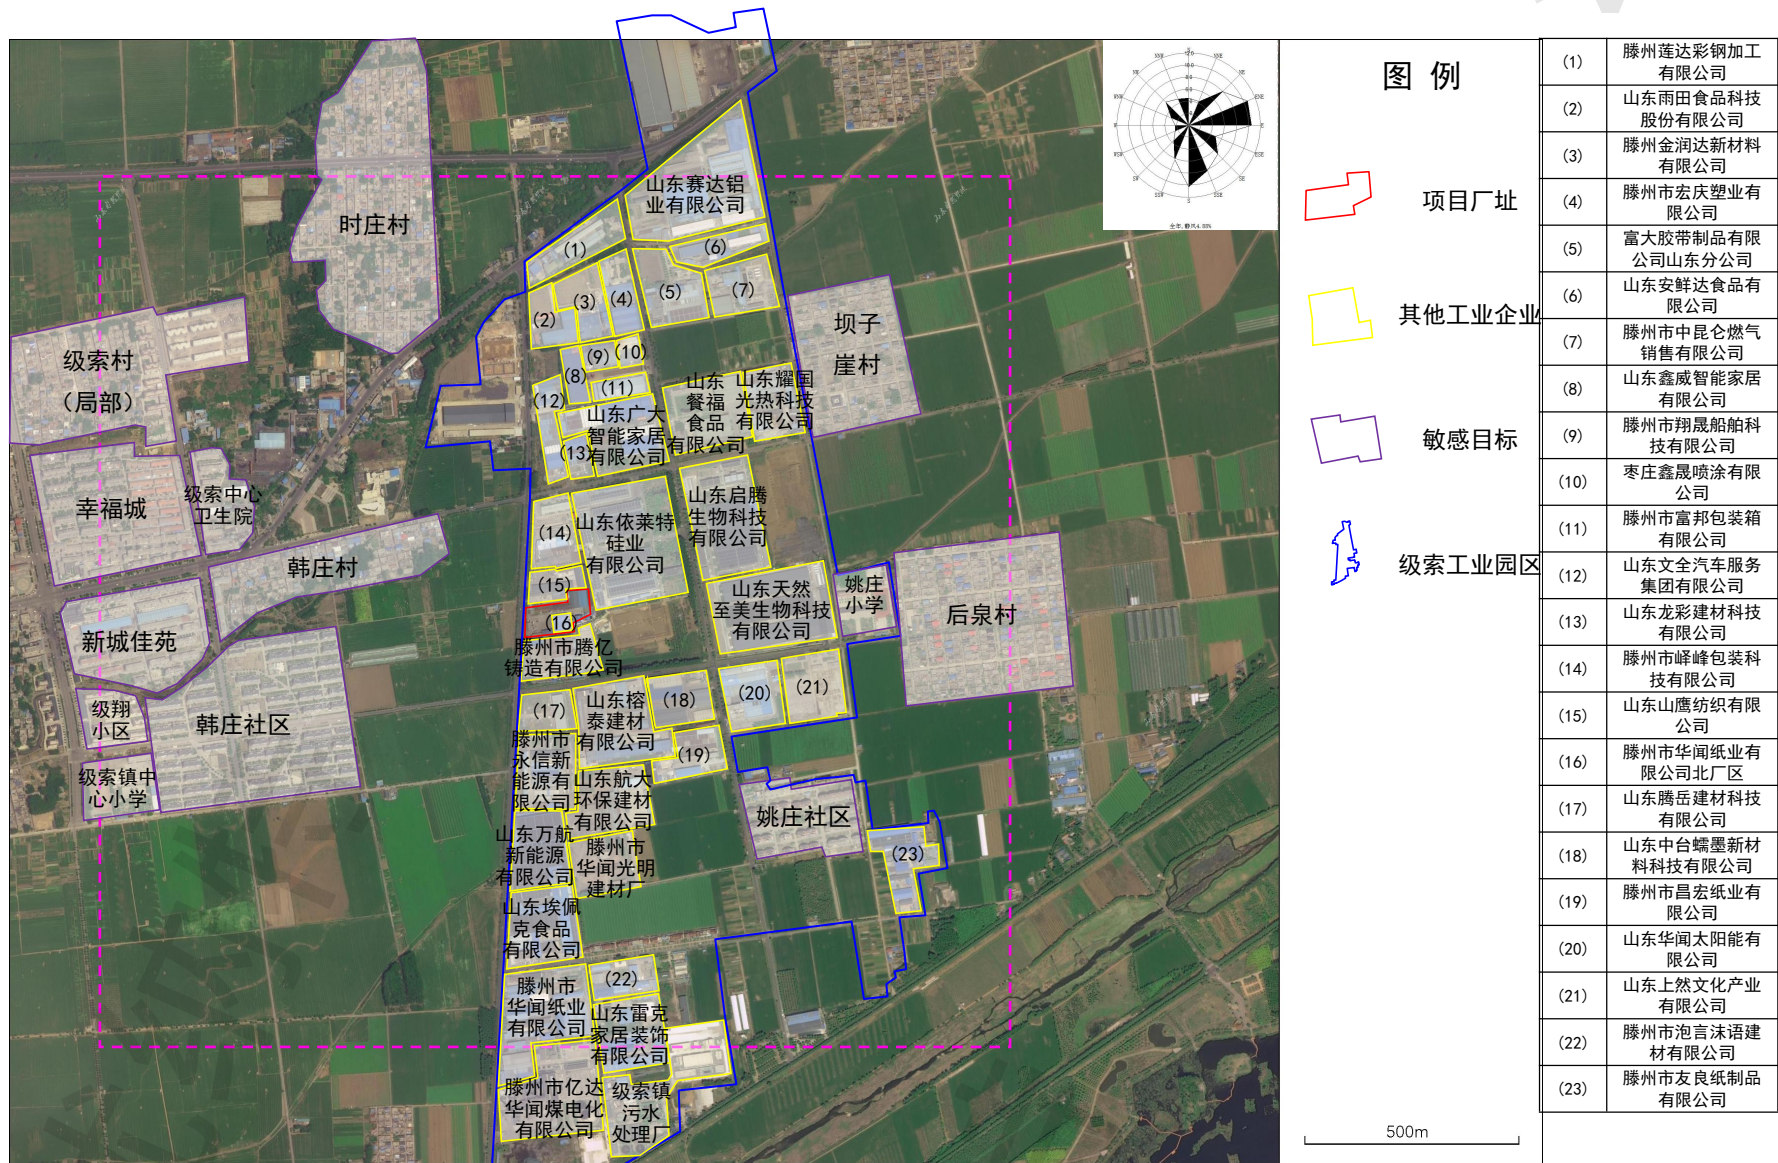 时庄村
级索村
（局部）
幸福城
级索中心
卫生院
韩庄村
新城佳苑
级翔
小区
韩庄社区
级索镇中
心小学
山东赛达铝
业有限公司
(1)
(6)
(2)
(3)
(4)
(5)
(7)
坝子
崖村
(8)
(9)
(10)
(11)
(12)
山东广大
智能家居
有限公司
(13)
山东
餐福
食品
有限公司
山东耀国
光热科技
有限公司
(14)
山东依莱特
硅业
有限公司
山东启腾
生物科技
有限公司
(15)
(16)
山东天然
至美生物科技
有限公司
姚庄
小学
后泉村
滕州市腾亿
铸造有限公司
(17)
山东榕
泰建材
有限公司
(18)
(19)
(20)
(21)
滕州市
永信新
能源有
限公司
山东航大
环保建材
有限公司
姚庄社区
(23)
山东万航
新能源
有限公司
滕州市
华闻光明
建材厂
山东埃佩
克食品
有限公司
滕州市
华闻纸业
有限公司
(22)
山东雷克
家居装饰
有限公司
滕州市亿达
华闻煤电化
有限公司
级索镇
污水
处理厂
图 例
项目厂址
其他工业企业
敏感目标
级索工业园区
500m
(1) 滕州莲达彩钢加工
有限公司
(2) 山东雨田食品科技
股份有限公司
(3) 滕州金润达新材料
有限公司
(4) 滕州市宏庆塑业有
限公司
(5) 富大胶带制品有限
公司山东分公司
(6) 山东安鲜达食品有
限公司
(7) 滕州市中昆仑燃气
销售有限公司
(8) 山东鑫威智能家居
有限公司
(9) 滕州市翔晟船舶科
技有限公司
(10) 枣庄鑫晟喷涂有限
公司
(11) 滕州市富邦包装箱
有限公司
(12) 山东文全汽车服务
集团有限公司
(13) 山东龙彩建材科技
有限公司
(14) 滕州市峄峰包装科
技有限公司
(15) 山东山鹰纺织有限
公司
(16) 滕州市华闻纸业有
限公司北厂区
(17) 山东腾岳建材科技
有限公司
(18) 山东中台蠕墨新材
料科技有限公司
(19) 滕州市昌宏纸业有
限公司
(20) 山东华闻太阳能有
限公司
(21) 山东上然文化产业
有限公司
(22) 滕州市泡言沫语建
材有限公司
(23) 滕州市友良纸制品
有限公司